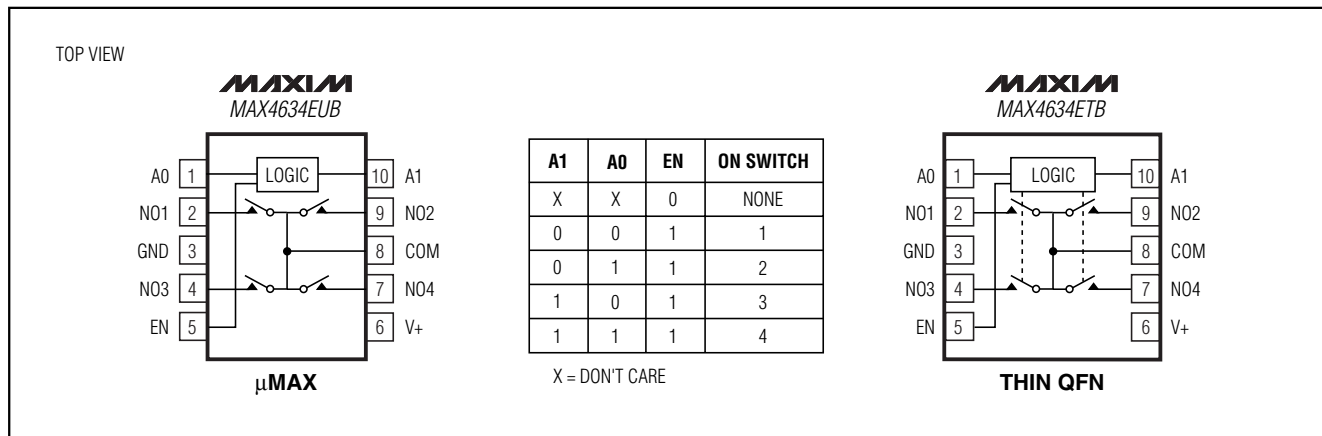 TOP VIEW
MAXIM
MAX4634EUB
A0 1
LOGIC
10 A1
NO1 2
9 NO2
GND 3
8 COM
NO3 4
7 NO4
EN 5
6 V+
µMAX
A1 A0 EN ON SWITCH
X X 0 NONE
0 0 1 1
0 1 1 2
1 0 1 3
1 1 1 4
X = DON'T CARE
MAXIM
MAX4634ETB
A0 1
LOGIC
10 A1
NO1 2
9 NO2
GND 3
8 COM
NO3 4
7 NO4
EN 5
6 V+
THIN QFN